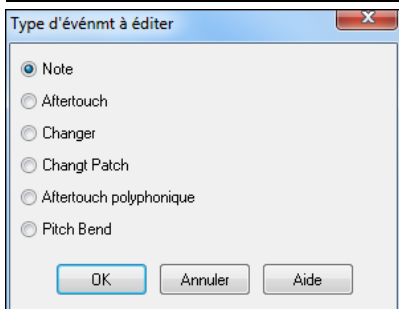 Type d'événmt à éditer
Note
Aftertouch
Changer
Changt Patch
Aftertouch polyphonique
Pitch Bend
OK Annuler Aide